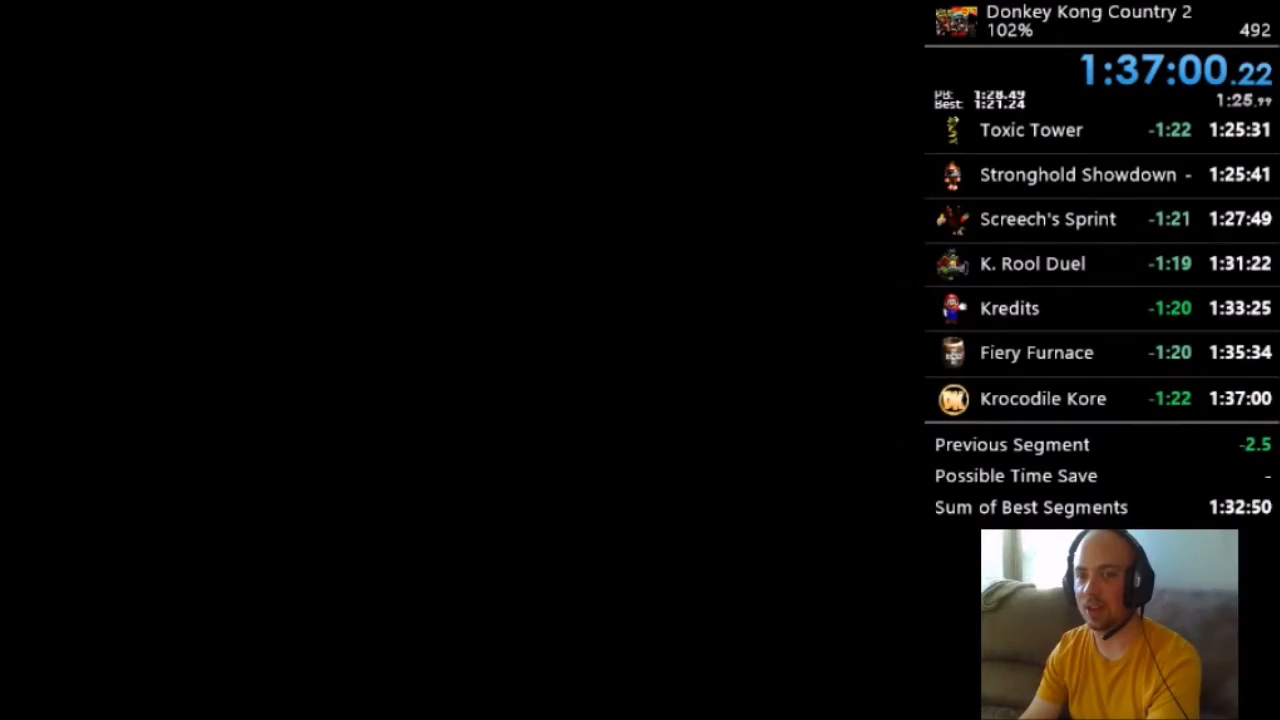 Donkey Kong Country 2
102% 492
1:37:00.22
PB: 1:28.49
Best: 1:21.24 1:25.99
Toxic Tower -1:22 1:25:31
Stronghold Showdown - 1:25:41
Screech's Sprint -1:21 1:27:49
K. Rool Duel -1:19 1:31:22
Kredits -1:20 1:33:25
Fiery Furnace -1:20 1:35:34
Krocodile Kore -1:22 1:37:00
Previous Segment -2.5
Possible Time Save -
Sum of Best Segments 1:32:50